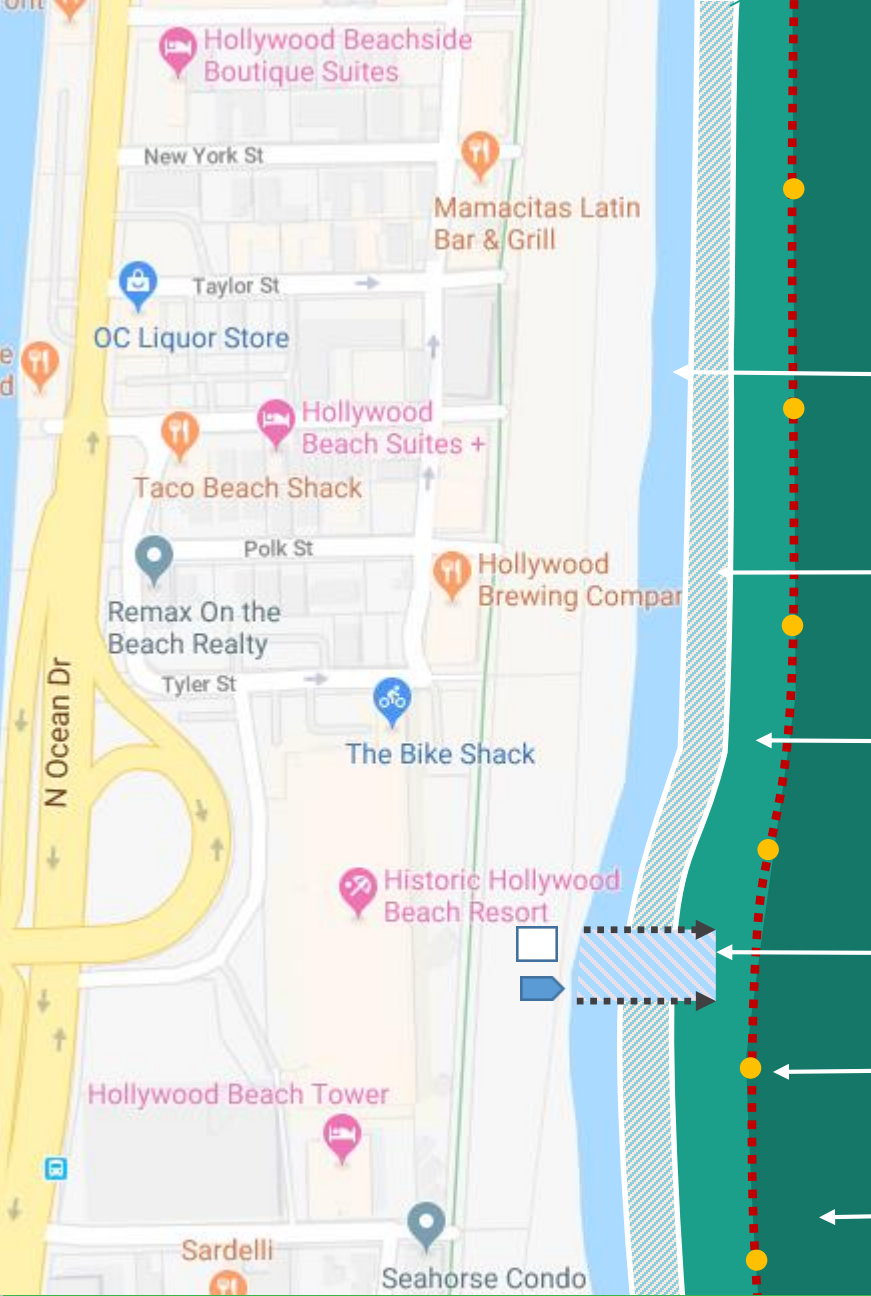 Hollywood Beachside
Boutique Suites
New York St
Mamacitas Latin
Bar & Grill
Taylor St
OC Liquor Store
Hollywood
Beach Suites +
Taco Beach Shack
Polk St
Hollywood
Brewing Compan
Remax On the
Beach Realty
Tyler St
N Ocean Dr
The Bike Shack
Historic Hollywood
Beach Resort
Hollywood Beach Tower
Sardelli
Seahorse Condo